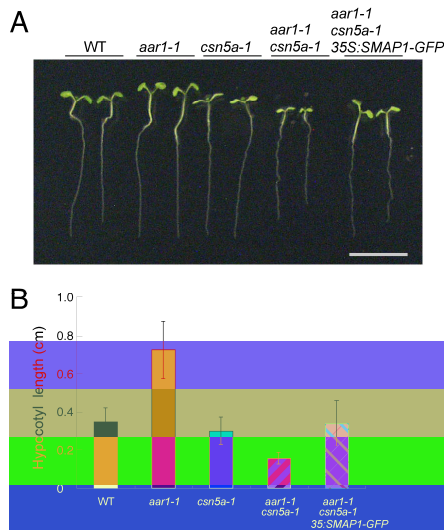 A
WT
aar1-1
csn5a-1
aar1-1
csn5a-1
aar1-1
csn5a-1
35S:SMAP1-GFP
B
Hypocotyl length (cm)
1.0
0.8
0.6
0.4
0.2
0
WT
aar1-1
csn5a-1
aar1-1
csn5a-1
aar1-1
csn5a-1
35:SMAP1-GFP